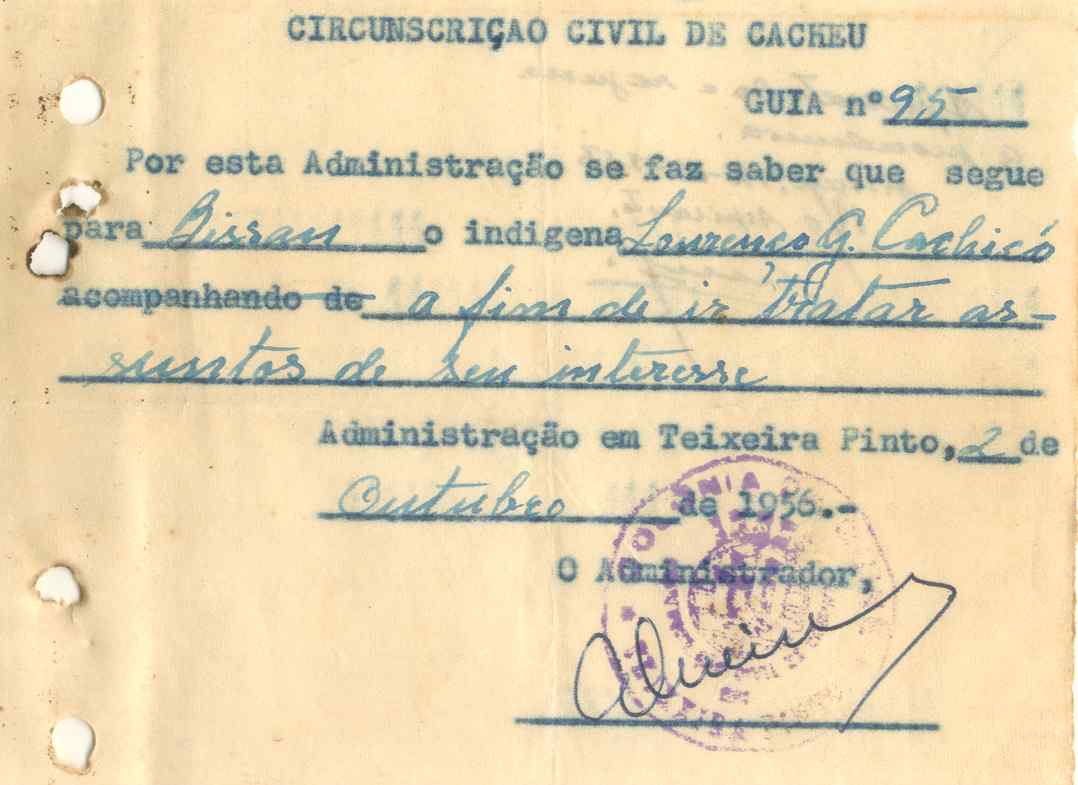 CIRCUNSCRIÇAO CIVIL DE CACHEU
GUIA nº 95
Por esta Administração se faz saber que segue
para Bissau o indigena Lourenço G. Cachicó
acompanhando de a fim de ir tratar as-
suntos de seu interesse
Administração em Teixeira Pinto, 2 de
Outubro de 1956.-
O Administrador,
COLONIA